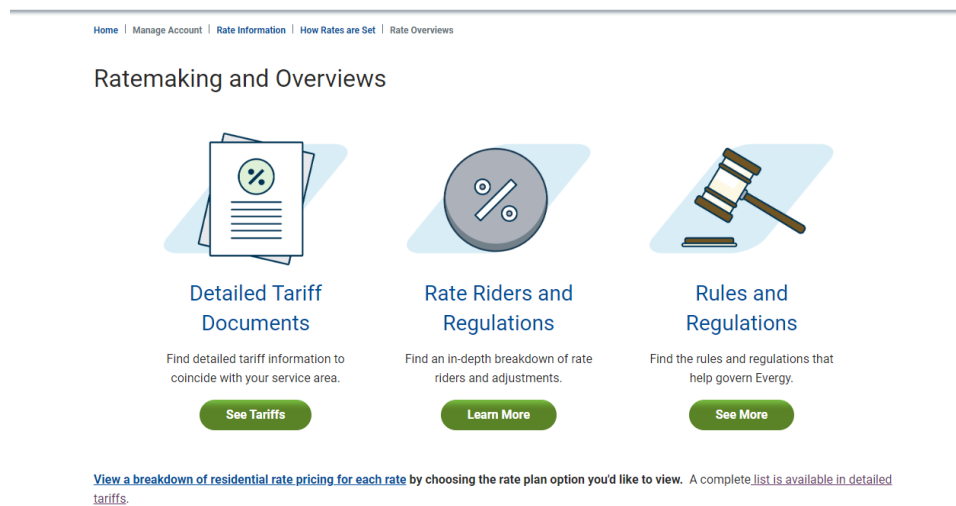 Home | Manage Account | Rate Information | How Rates are Set | Rate Overviews
Ratemaking and Overviews
%
Detailed Tariff
Documents
Find detailed tariff information to
coincide with your service area.
See Tariffs
%
Rate Riders and
Regulations
Find an in-depth breakdown of rate
riders and adjustments.
Learn More
Rules and
Regulations
Find the rules and regulations that
help govern Evergy.
See More
View a breakdown of residential rate pricing for each rate by choosing the rate plan option you'd like to view. A complete list is available in detailed
tariffs.